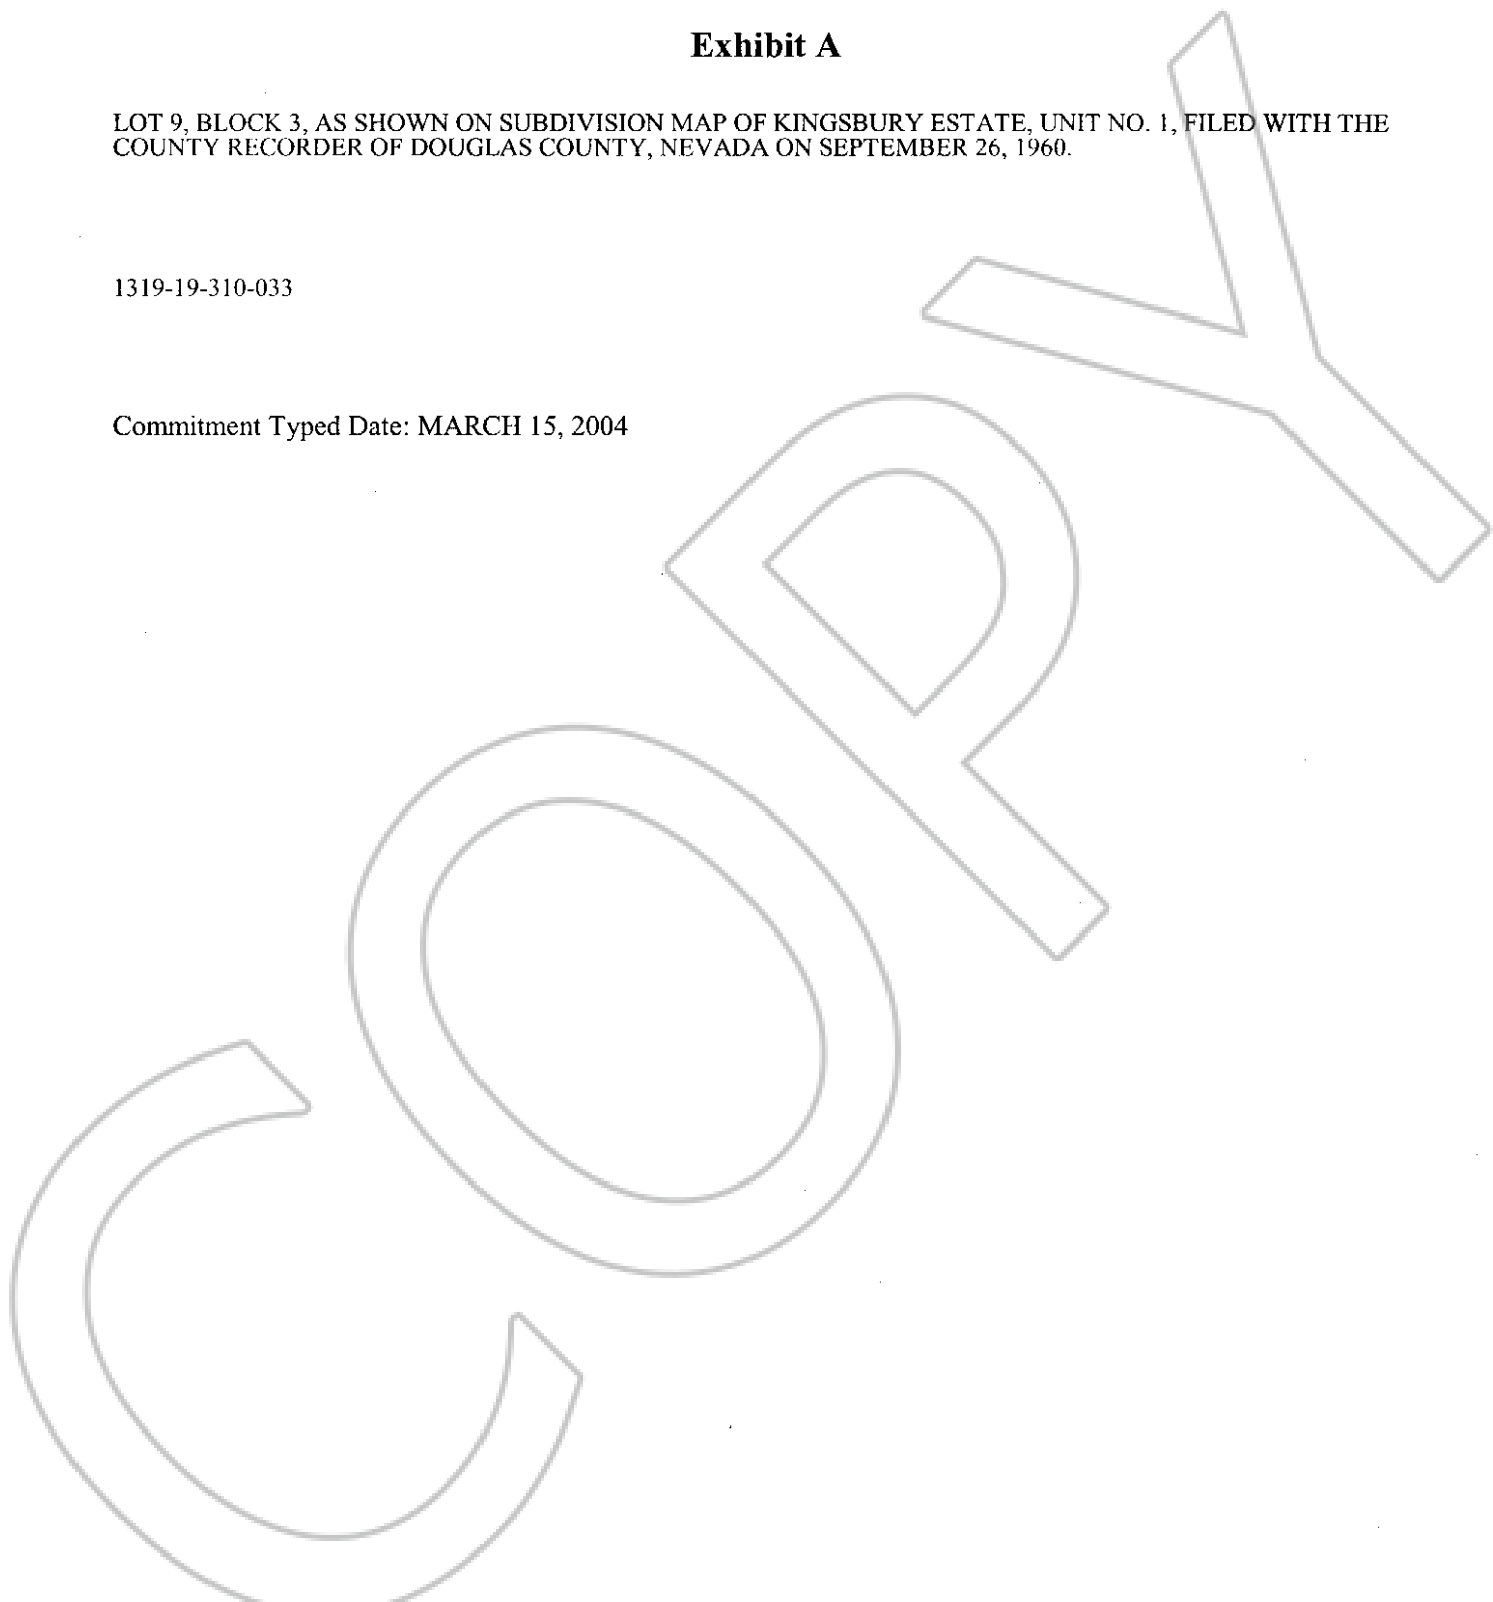 Exhibit A
LOT 9, BLOCK 3, AS SHOWN ON SUBDIVISION MAP OF KINGSBURY ESTATE, UNIT NO. 1, FILED WITH THE
COUNTY RECORDER OF DOUGLAS COUNTY, NEVADA ON SEPTEMBER 26, 1960.
1319-19-310-033
Commitment Typed Date: MARCH 15, 2004
COPY